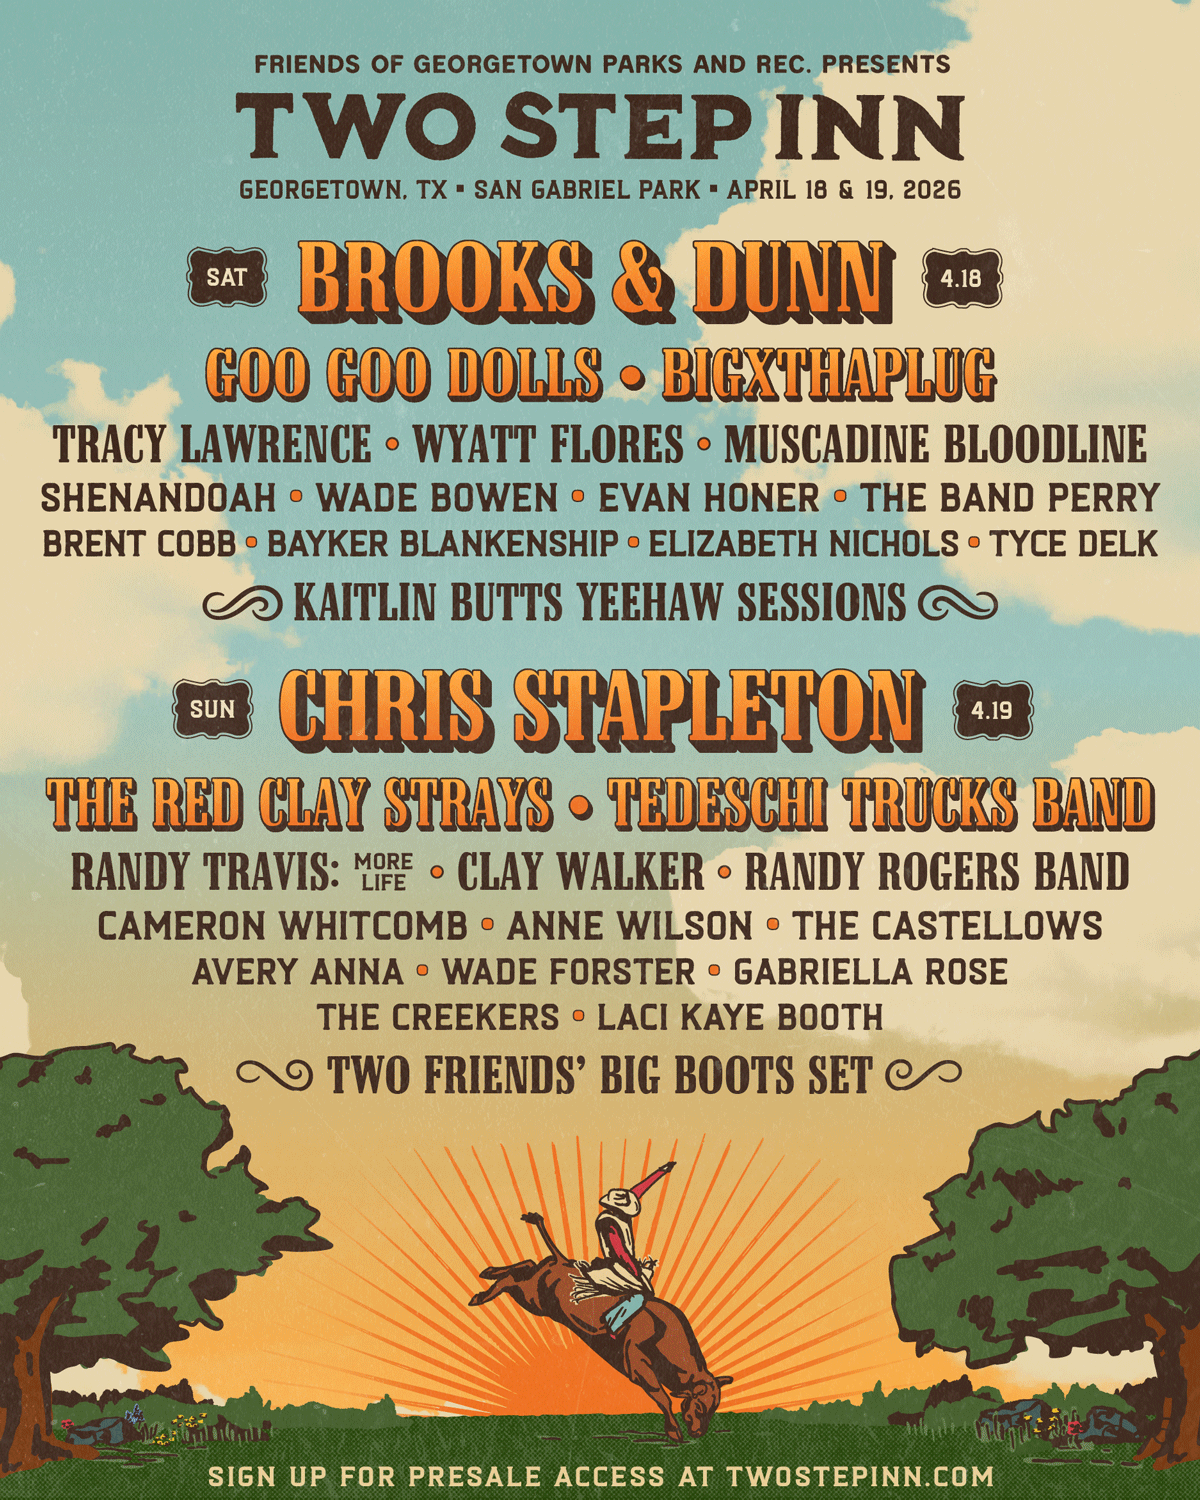 FRIENDS OF GEORGETOWN PARKS AND REC. PRESENTS
TWO STEP INN
GEORGETOWN, TX ▪ SAN GABRIEL PARK ▪ APRIL 18 & 19, 2026
SAT BROOKS & DUNN 4.18
GOO GOO DOLLS • BIGXTHAPLUG
TRACY LAWRENCE • WYATT FLORES • MUSCADINE BLOODLINE
SHENANDOAH • WADE BOWEN • EVAN HONER • THE BAND PERRY
BRENT COBB • BAYKER BLANKENSHIP • ELIZABETH NICHOLS • TYCE DELK
KAITLIN BUTTS YEEHAW SESSIONS
SUN CHRIS STAPLETON 4.19
THE RED CLAY STRAYS • TEDESCHI TRUCKS BAND
RANDY TRAVIS: MORE LIFE • CLAY WALKER • RANDY ROGERS BAND
CAMERON WHITCOMB • ANNE WILSON • THE CASTELLOWS
AVERY ANNA • WADE FORSTER • GABRIELLA ROSE
THE CREEKERS • LACI KAYE BOOTH
TWO FRIENDS' BIG BOOTS SET
SIGN UP FOR PRESALE ACCESS AT TWOSTEPINN.COM